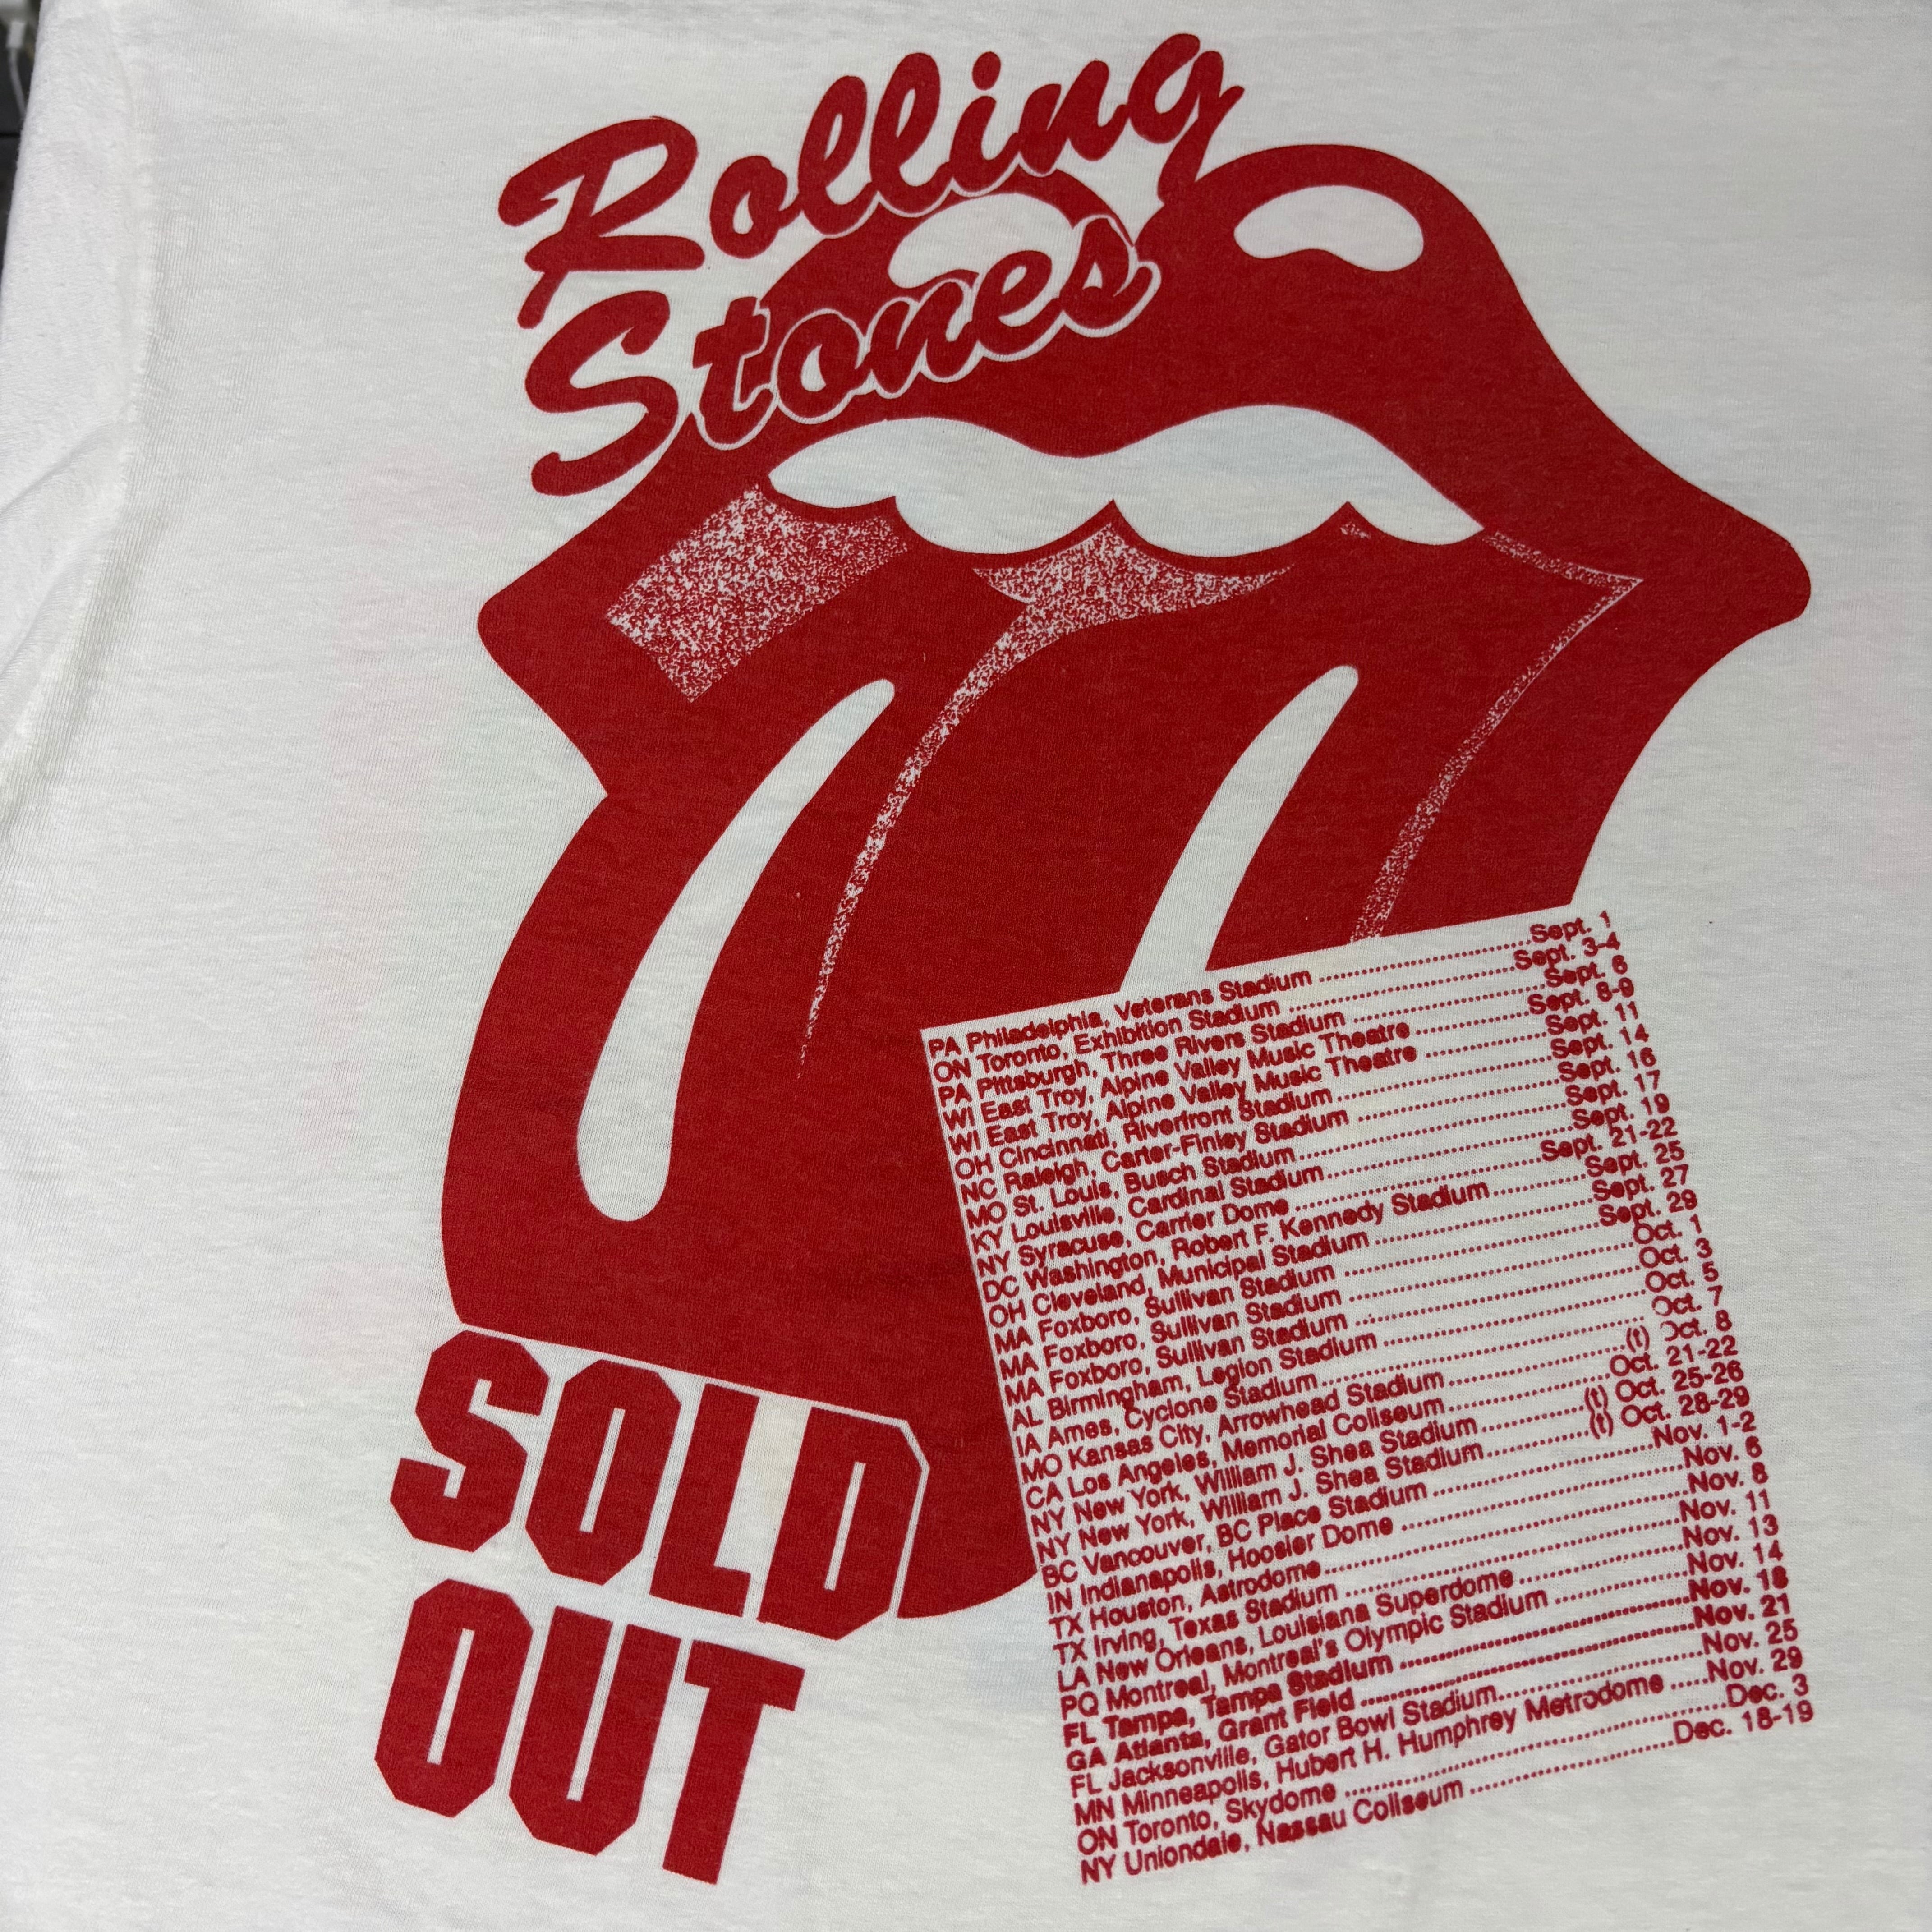 Rolling
Stones
PA Philadelphia, Veterans Stadium ........ Sept. 1
ON Toronto, Exhibition Stadium ........ Sept. 3-4
PA Pittsburgh, Three Rivers Stadium ........ Sept. 6
WI East Troy, Alpine Valley Music Theatre ........ Sept. 8-9
WI East Troy, Alpine Valley Music Theatre ........ Sept. 11
OH Cincinnati, Riverfront Stadium ........ Sept. 14
NC Raleigh, Carter-Finley Stadium ........ Sept. 16
MO St. Louis, Busch Stadium ........ Sept. 17
KY Louisville, Cardinal Stadium ........ Sept. 19
NY Syracuse, Carrier Dome ........ Sept. 21-22
DC Washington, Robert F. Kennedy Stadium ........ Sept. 25
OH Cleveland, Municipal Stadium ........ Sept. 27
MA Foxboro, Sullivan Stadium ........ Sept. 29
MA Foxboro, Sullivan Stadium ........ Oct. 1
MA Foxboro, Sullivan Stadium ........ Oct. 3
AL Birmingham, Legion Stadium ........ Oct. 5
IA Ames, Cyclone Stadium ........ Oct. 7
MO Kansas City, Arrowhead Stadium ........ (t) Oct. 8
CA Los Angeles, Memorial Coliseum ........ Oct. 21-22
NY New York, William J. Shea Stadium ........ (t) Oct. 25-26
NY New York, William J. Shea Stadium ........ (t) Oct. 28-29
BC Vancouver, BC Place Stadium ........ Nov. 1-2
IN Indianapolis, Hoosier Dome ........ Nov. 6
TX Houston, Astrodome ........ Nov. 8
TX Irving, Texas Stadium ........ Nov. 11
LA New Orleans, Louisiana Superdome ........ Nov. 13
PQ Montreal, Montreal's Olympic Stadium ........ Nov. 14
FL Tampa, Tampa Stadium ........ Nov. 18
GA Atlanta, Grant Field ........ Nov. 21
FL Jacksonville, Gator Bowl Stadium ........ Nov. 25
MN Minneapolis, Hubert H. Humphrey Metrodome ..... Nov. 29
ON Toronto, Skydome ........ Dec. 3
NY Uniondale, Nassau Coliseum ........ Dec. 18-19
SOLD
OUT